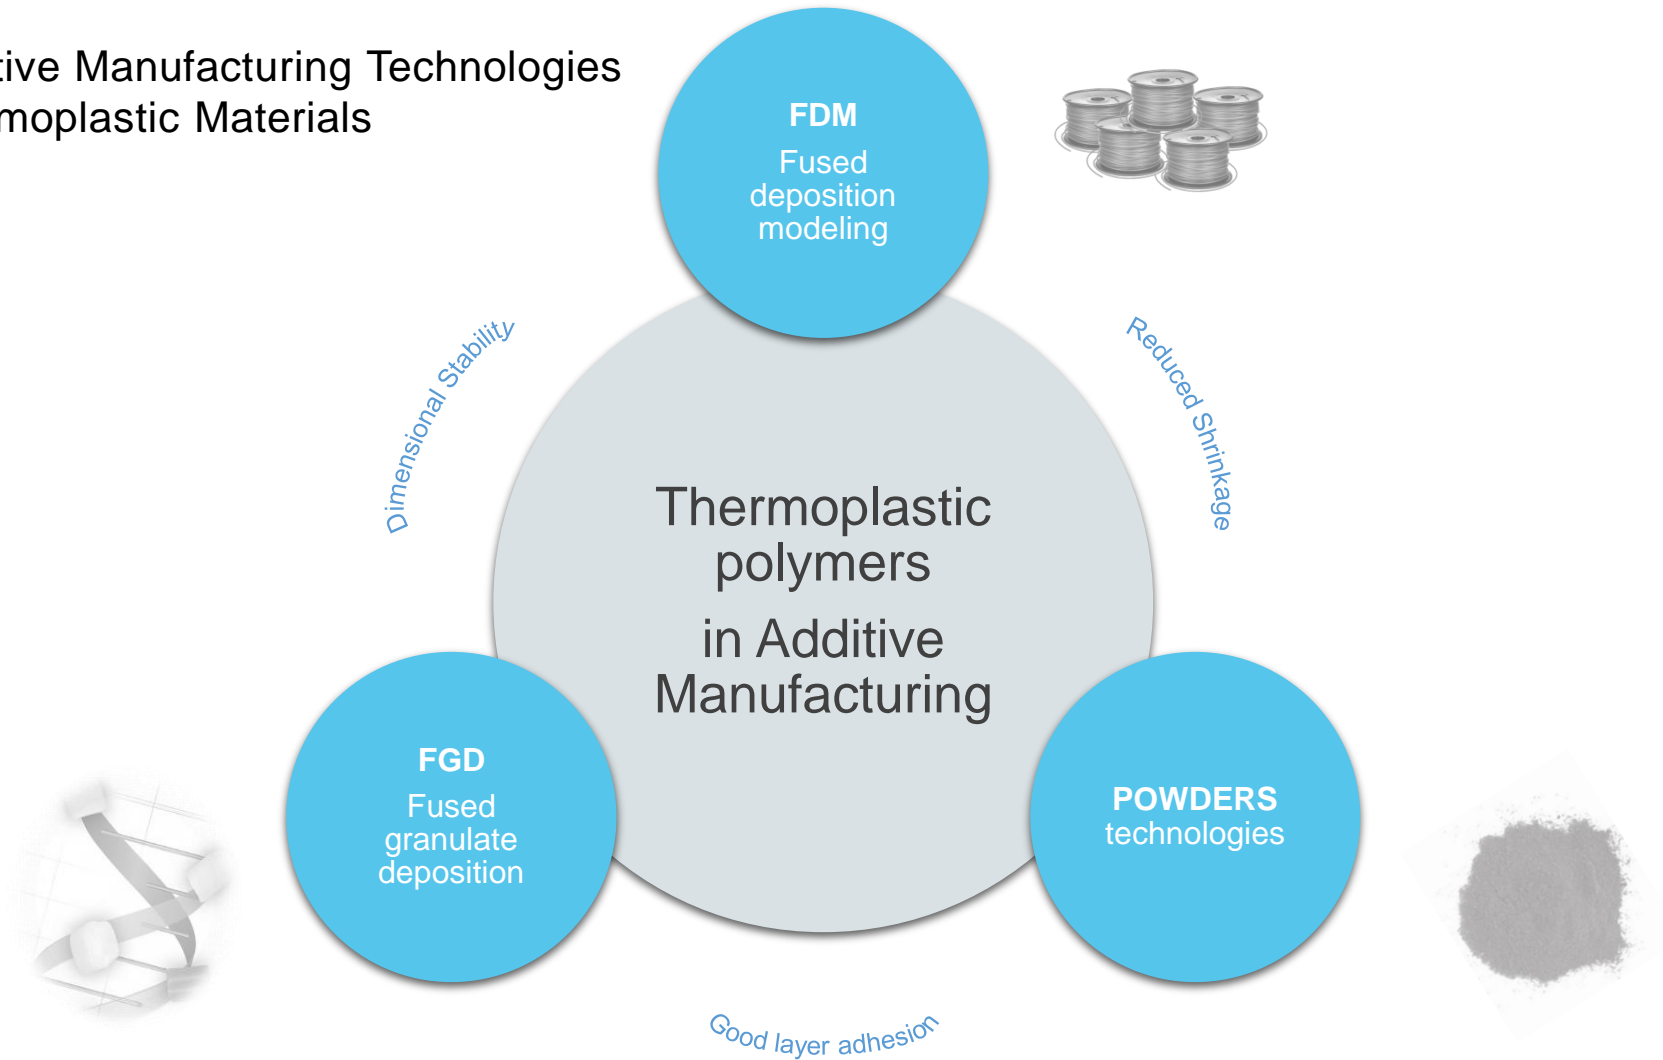 tive Manufacturing Technologies
moplastic Materials
FDM
Fused
deposition
modeling
Dimensional Stability
Reduced Shrinkage
Thermoplastic
polymers
in Additive
Manufacturing
FGD
Fused
granulate
deposition
POWDERS
technologies
Good layer adhesion